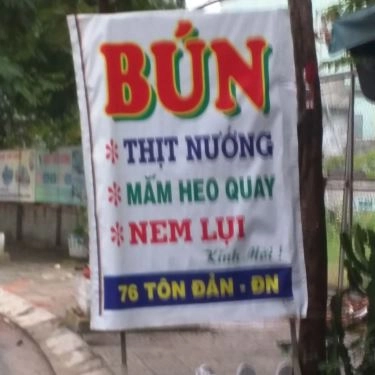 BÚN
* THỊT NƯỚNG
* MẮM HEO QUAY
* NEM LỤI
Kính Mời !
76 TÔN ĐẢN - ĐN